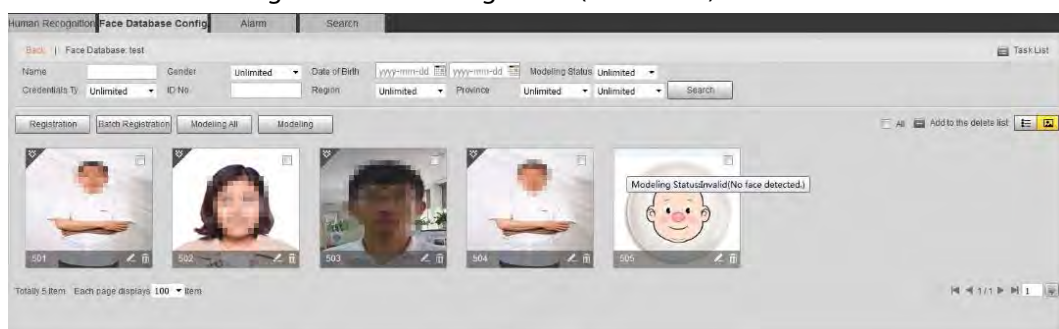 Human Recognition Face Database Config Alarm Search
Back | Face Database: test Task List
Name Gender Unlimited Date of Birth yyyy-mm-dd yyyy-mm-dd Modeling Status Unlimited
Credentials Ty Unlimited ID No. Region Unlimited Province Unlimited Unlimited Search
Registration Batch Registration Modeling All Modeling All Add to the delete list
Modeling Status:Invalid(No face detected.)
501 502 503 504 505
Totally 5 Item Each page displays 100 Item 1/1 1